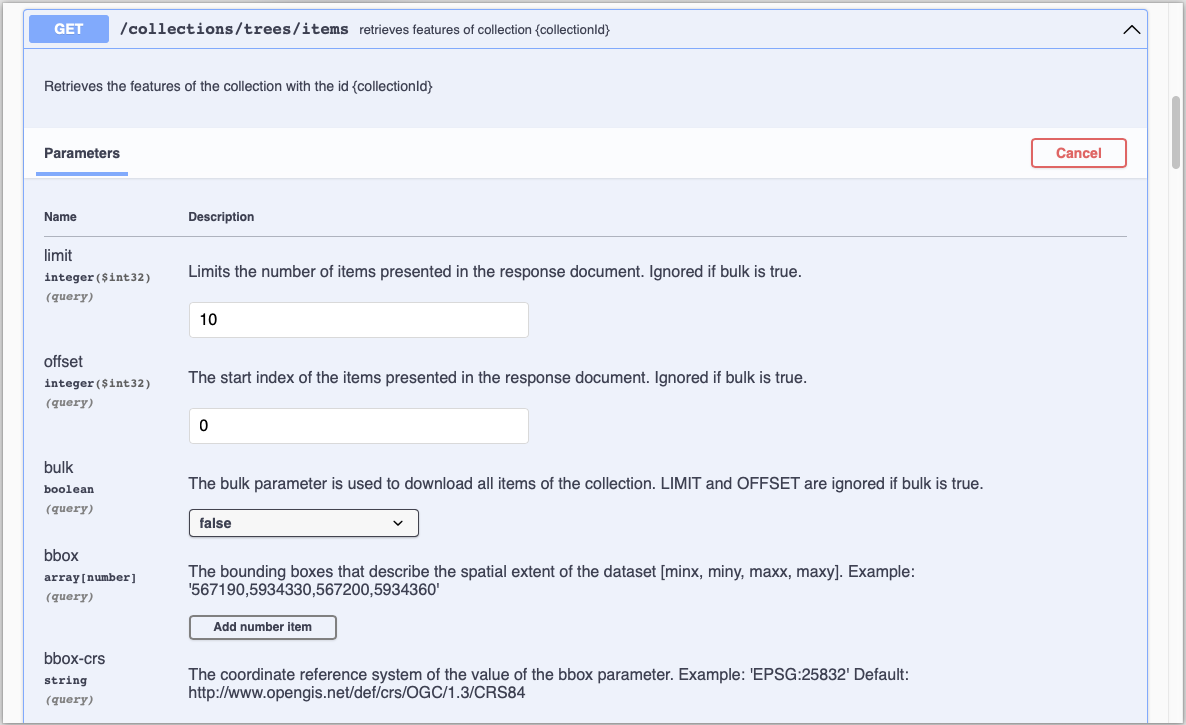 GET /collections/trees/items retrieves features of collection {collectionId}
Retrieves the features of the collection with the id {collectionId}
Parameters Cancel
Name Description
limit
integer($int32)
(query)
Limits the number of items presented in the response document. Ignored if bulk is true.
10
offset
integer($int32)
(query)
The start index of the items presented in the response document. Ignored if bulk is true.
0
bulk
boolean
(query)
The bulk parameter is used to download all items of the collection. LIMIT and OFFSET are ignored if bulk is true.
false
bbox
array[number]
(query)
The bounding boxes that describe the spatial extent of the dataset [minx, miny, maxx, maxy]. Example:
'567190,5934330,567200,5934360'
Add number item
bbox-crs
string
(query)
The coordinate reference system of the value of the bbox parameter. Example: 'EPSG:25832' Default:
http://www.opengis.net/def/crs/OGC/1.3/CRS84